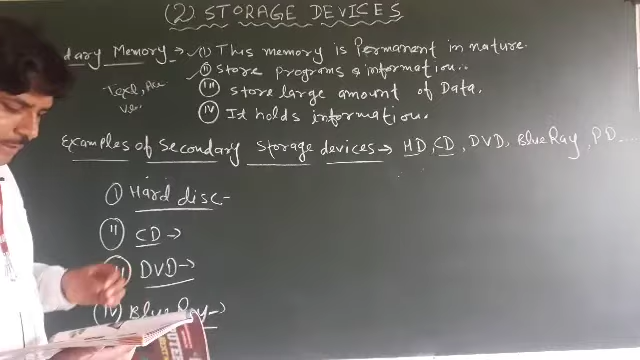 (2) STORAGE DEVICES
dary Memory → (I) This memory is Permanent in nature.
(II) Store programs & information..
(III) Store large amount of Data.
(IV) It holds information.
Examples of Secondary Storage devices → HD, CD, DVD, BlueRay, PD....
(I) Hard disc-
(II) CD →
DVD →
(IV) BlueRay →